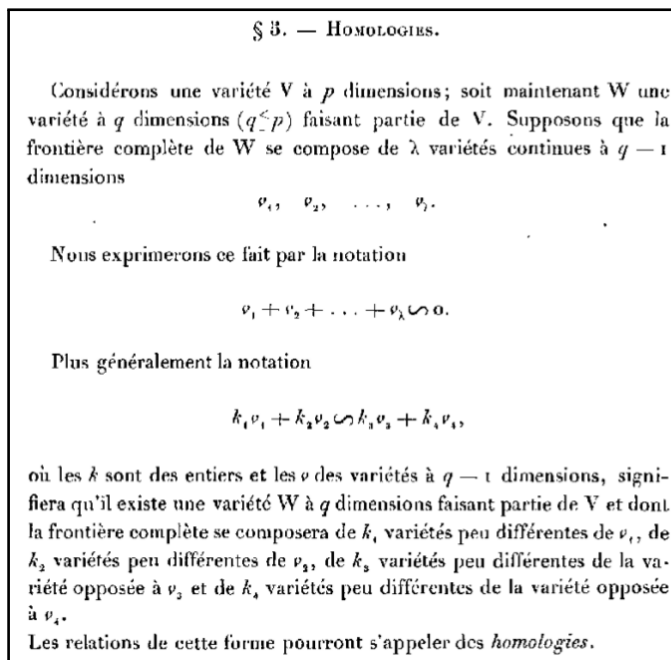 § 5. — HOMOLOGIES.
Considérons une variété V à p dimensions; soit maintenant W une
variété à q dimensions (q ≤ p) faisant partie de V. Supposons que la
frontière complète de W se compose de λ variétés continues à q — 1
dimensions
v₁, v₂, ..., v_λ.
Nous exprimerons ce fait par la notation
v₁ + v₂ + ... + v_λ ∽ 0.
Plus généralement la notation
k₁v₁ + k₂v₂ ∽ k₃v₃ + k₄v₄,
où les k sont des entiers et les v des variétés à q — 1 dimensions, signi-
fiera qu'il existe une variété W à q dimensions faisant partie de V et dont
la frontière complète se composera de k₁ variétés peu différentes de v₁, de
k₂ variétés peu différentes de v₂, de k₃ variétés peu différentes de la va-
riété opposée à v₃ et de k₄ variétés peu différentes de la variété opposée
à v₄.
Les relations de cette forme pourront s'appeler des homologies.